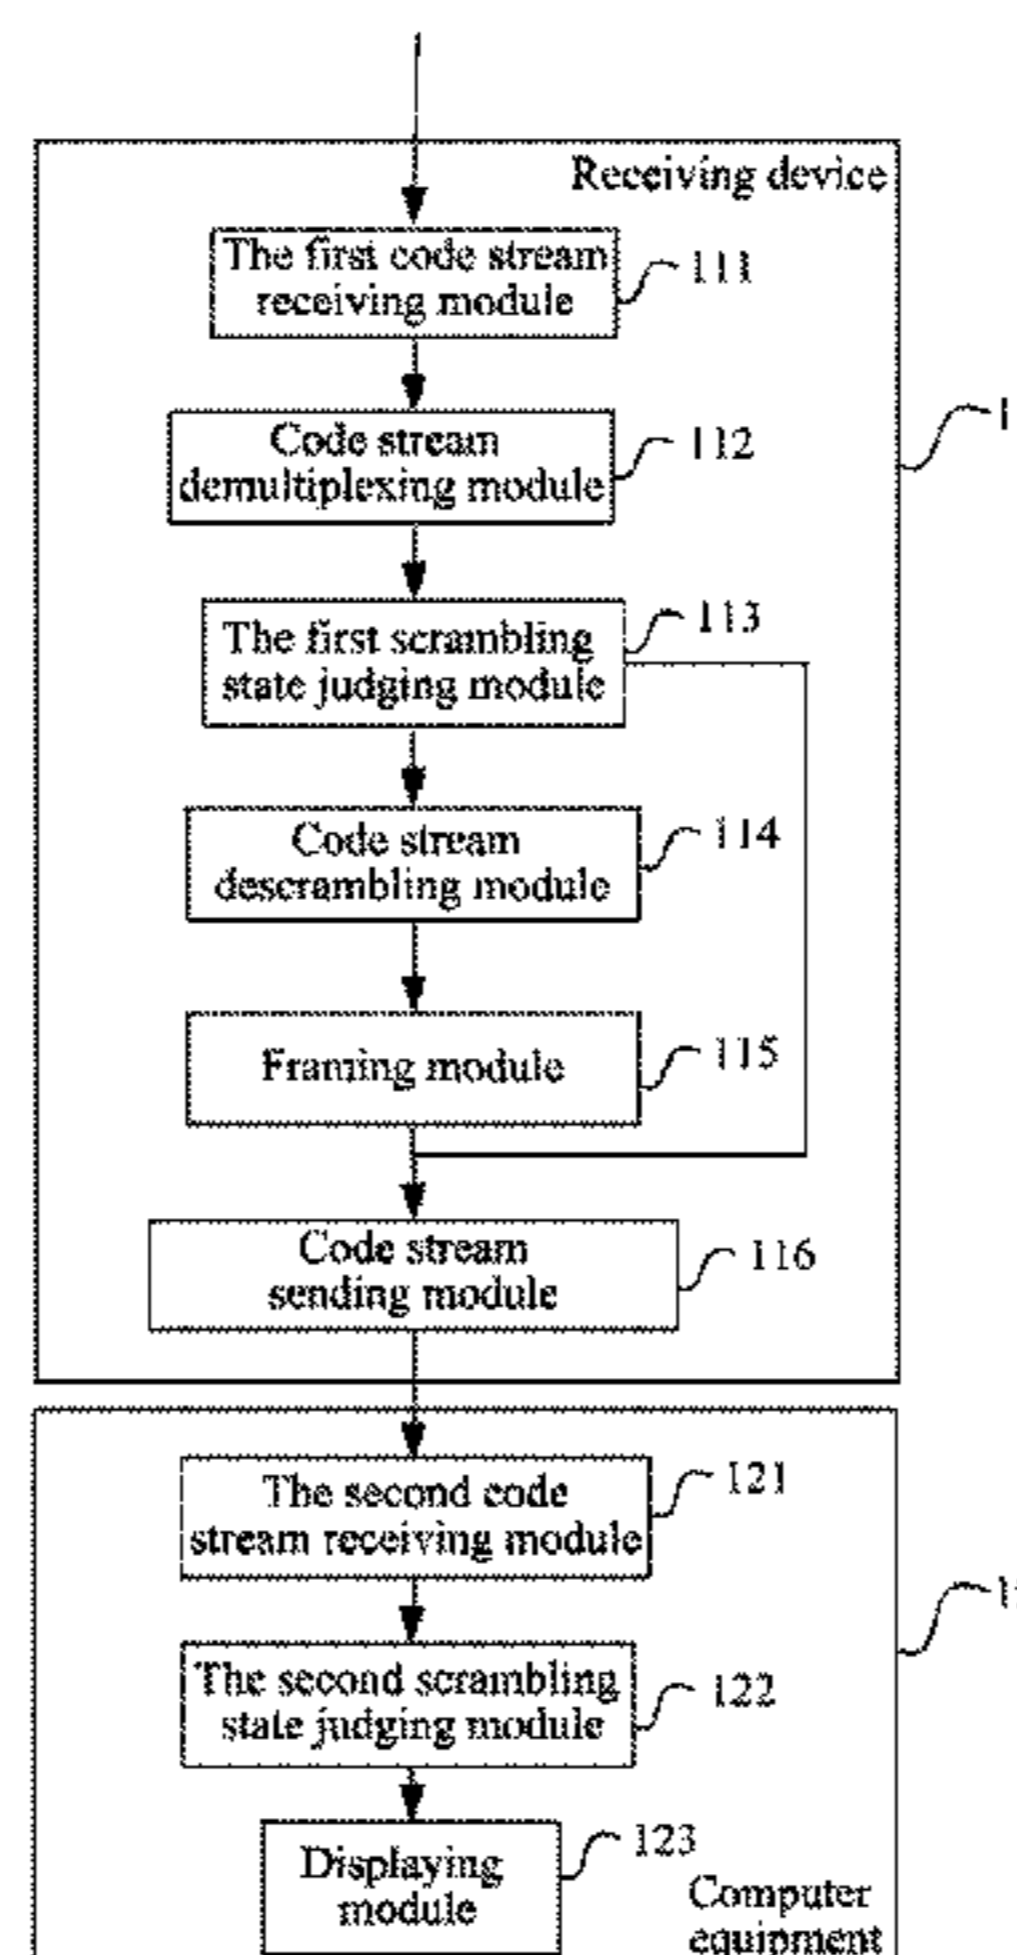 Receiving device
The first code stream
receiving module
111
Code stream
demultiplexing module
112
1
The first scrambling
state judging module
113
Code stream
descrambling module
114
Framing module
115
Code stream
sending module
116
The second code
stream receiving module
121
The second scrambling
state judging module
122
Displaying
module
123
Computer
equipment